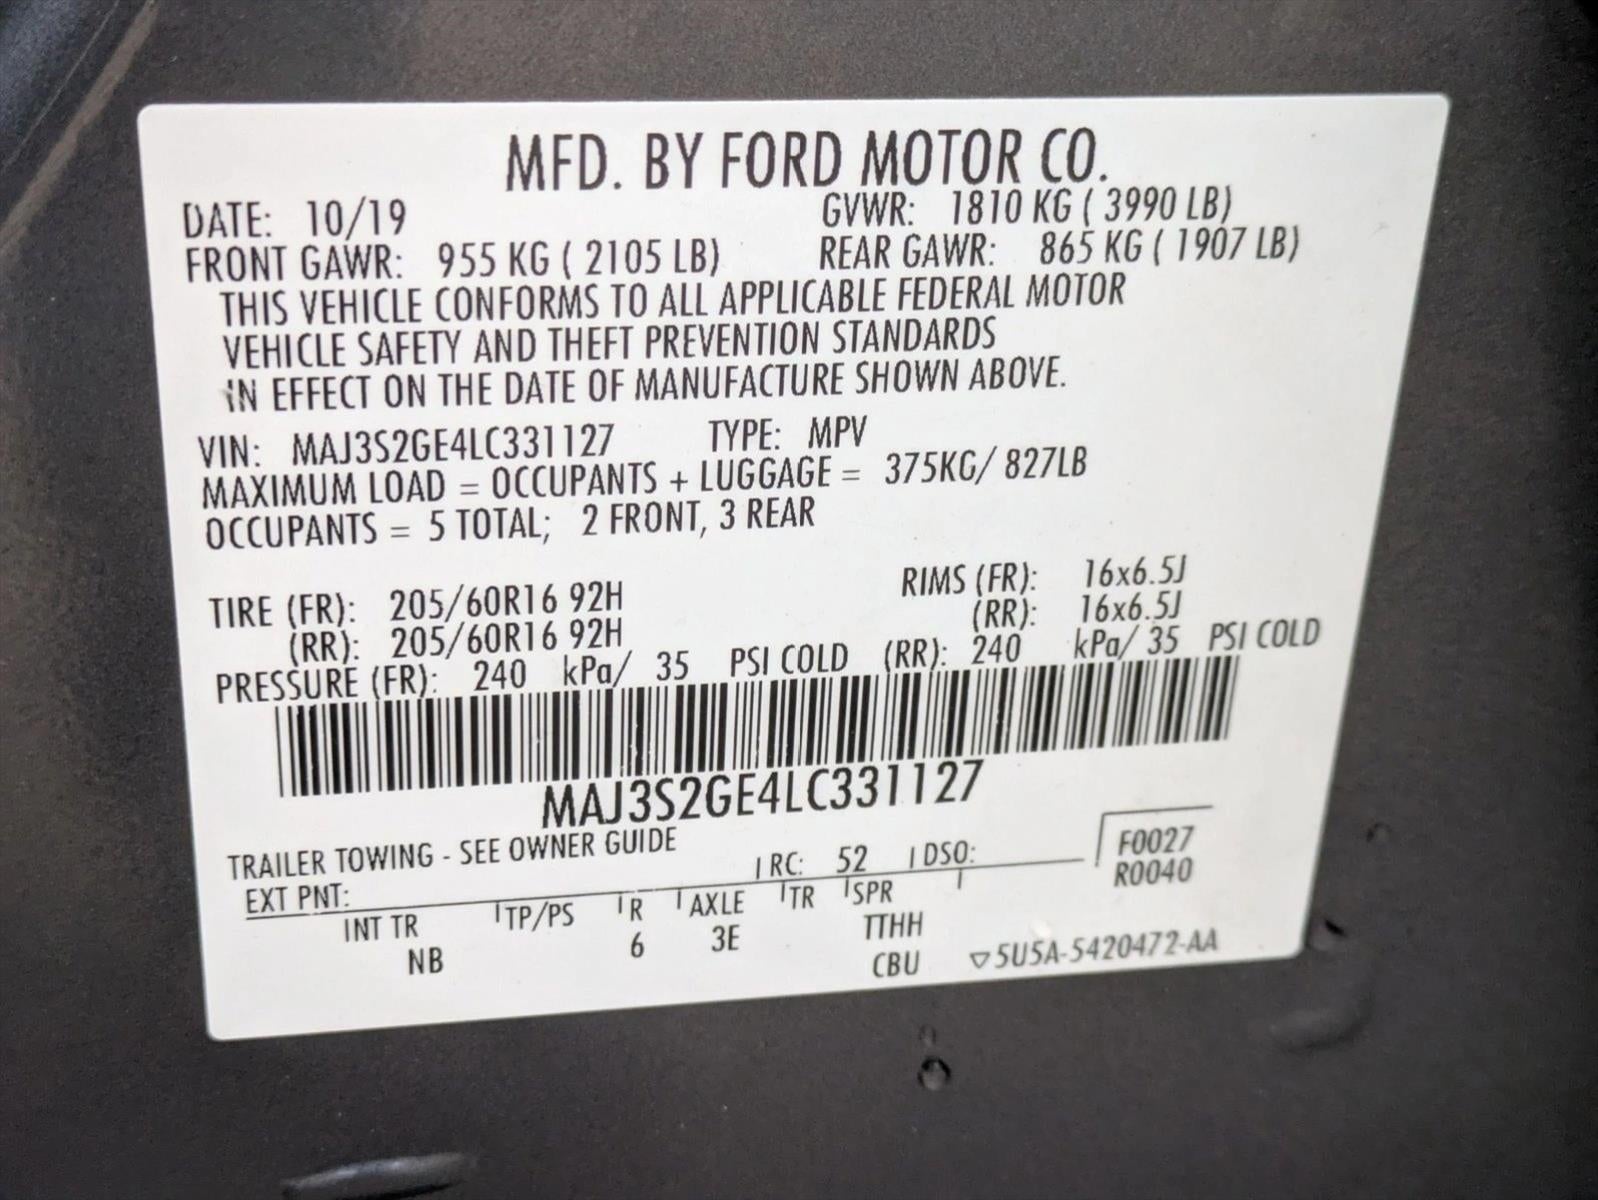 MFD. BY FORD MOTOR CO.
DATE: 10/19 GVWR: 1810 KG ( 3990 LB)
FRONT GAWR: 955 KG ( 2105 LB) REAR GAWR: 865 KG ( 1907 LB)
THIS VEHICLE CONFORMS TO ALL APPLICABLE FEDERAL MOTOR
VEHICLE SAFETY AND THEFT PREVENTION STANDARDS
IN EFFECT ON THE DATE OF MANUFACTURE SHOWN ABOVE.
VIN: MAJ3S2GE4LC331127 TYPE: MPV
MAXIMUM LOAD = OCCUPANTS + LUGGAGE = 375KG/ 827LB
OCCUPANTS = 5 TOTAL; 2 FRONT, 3 REAR
TIRE (FR): 205/60R16 92H RIMS (FR): 16x6.5J
(RR): 205/60R16 92H (RR): 16x6.5J
PRESSURE (FR): 240 kPa/ 35 PSI COLD (RR): 240 kPa/ 35 PSI COLD
MAJ3S2GE4LC331127
TRAILER TOWING - SEE OWNER GUIDE
EXT PNT: RC: 52 DSO: F0027
INT TR TP/PS R AXLE TR SPR R0040
NB 6 3E TTHH
CBU ▽5U5A-5420472-AA